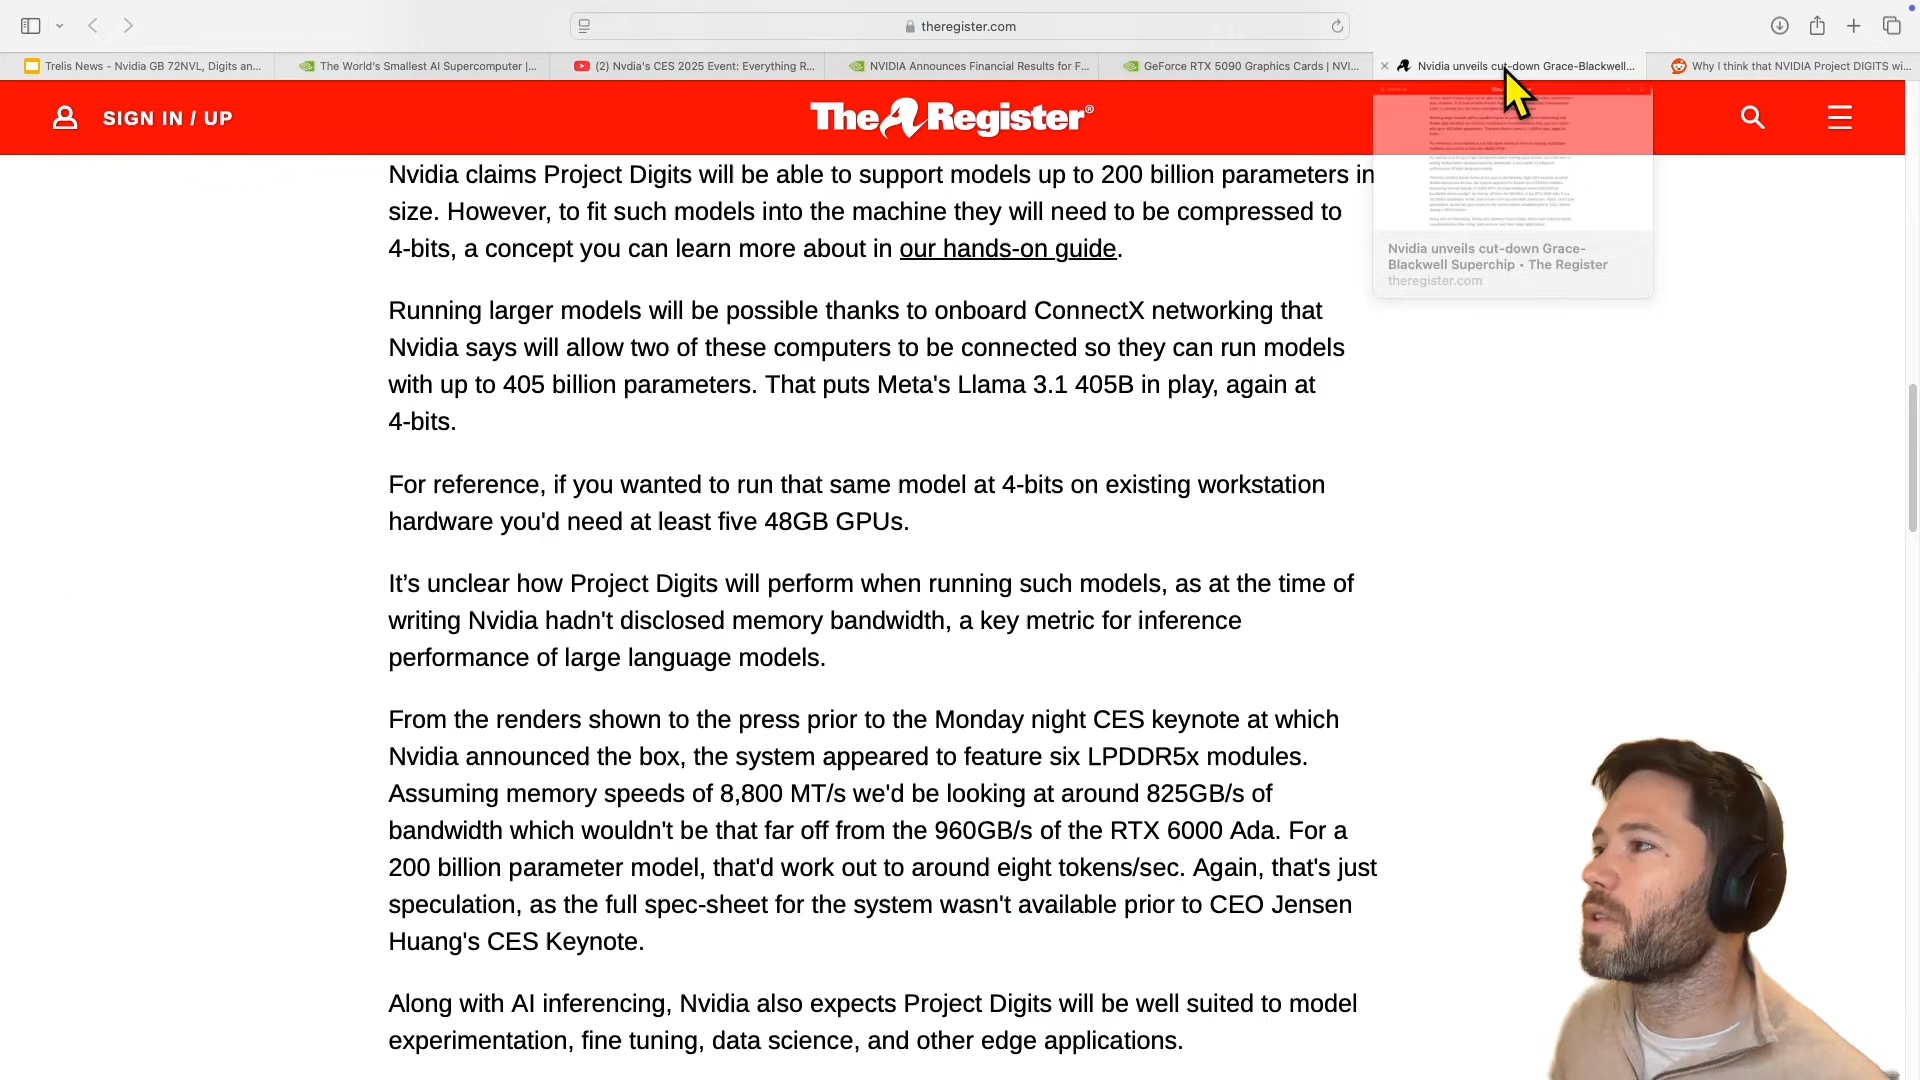 theregister.com
Trelis News - Nvidia GB 72NVL, Digits an...
The World's Smallest AI Supercomputer |...
(2) Nvdia's CES 2025 Event: Everything R...
NVIDIA Announces Financial Results for F...
GeForce RTX 5090 Graphics Cards | NVI...
Nvidia unveils cut-down Grace-Blackwell...
Why I think that NVIDIA Project DIGITS wi...
SIGN IN / UP
The Register®
Nvidia claims Project Digits will be able to support models up to 200 billion parameters in
size. However, to fit such models into the machine they will need to be compressed to
4-bits, a concept you can learn more about in our hands-on guide.
Nvidia unveils cut-down Grace-
Blackwell Superchip • The Register
theregister.com
Running larger models will be possible thanks to onboard ConnectX networking that
Nvidia says will allow two of these computers to be connected so they can run models
with up to 405 billion parameters. That puts Meta's Llama 3.1 405B in play, again at
4-bits.
For reference, if you wanted to run that same model at 4-bits on existing workstation
hardware you'd need at least five 48GB GPUs.
It’s unclear how Project Digits will perform when running such models, as at the time of
writing Nvidia hadn't disclosed memory bandwidth, a key metric for inference
performance of large language models.
From the renders shown to the press prior to the Monday night CES keynote at which
Nvidia announced the box, the system appeared to feature six LPDDR5x modules.
Assuming memory speeds of 8,800 MT/s we'd be looking at around 825GB/s of
bandwidth which wouldn't be that far off from the 960GB/s of the RTX 6000 Ada. For a
200 billion parameter model, that'd work out to around eight tokens/sec. Again, that's just
speculation, as the full spec-sheet for the system wasn't available prior to CEO Jensen
Huang's CES Keynote.
Along with AI inferencing, Nvidia also expects Project Digits will be well suited to model
experimentation, fine tuning, data science, and other edge applications.